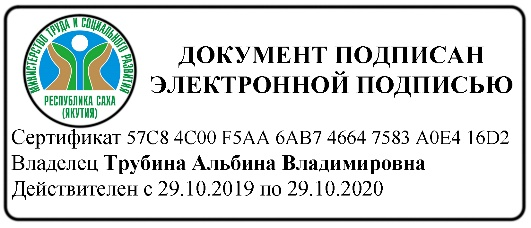 МИНИСТЕРСТВО ТРУДА И СОЦИАЛЬНОГО РАЗВИТИЯ
РЕСПУБЛИКА САХА
(ЯКУТИЯ)
ДОКУМЕНТ ПОДПИСАН
ЭЛЕКТРОННОЙ ПОДПИСЬЮ
Сертификат 57C8 4C00 F5AA 6AB7 4664 7583 A0E4 16D2
Владелец Трубина Альбина Владимировна
Действителен с 29.10.2019 по 29.10.2020